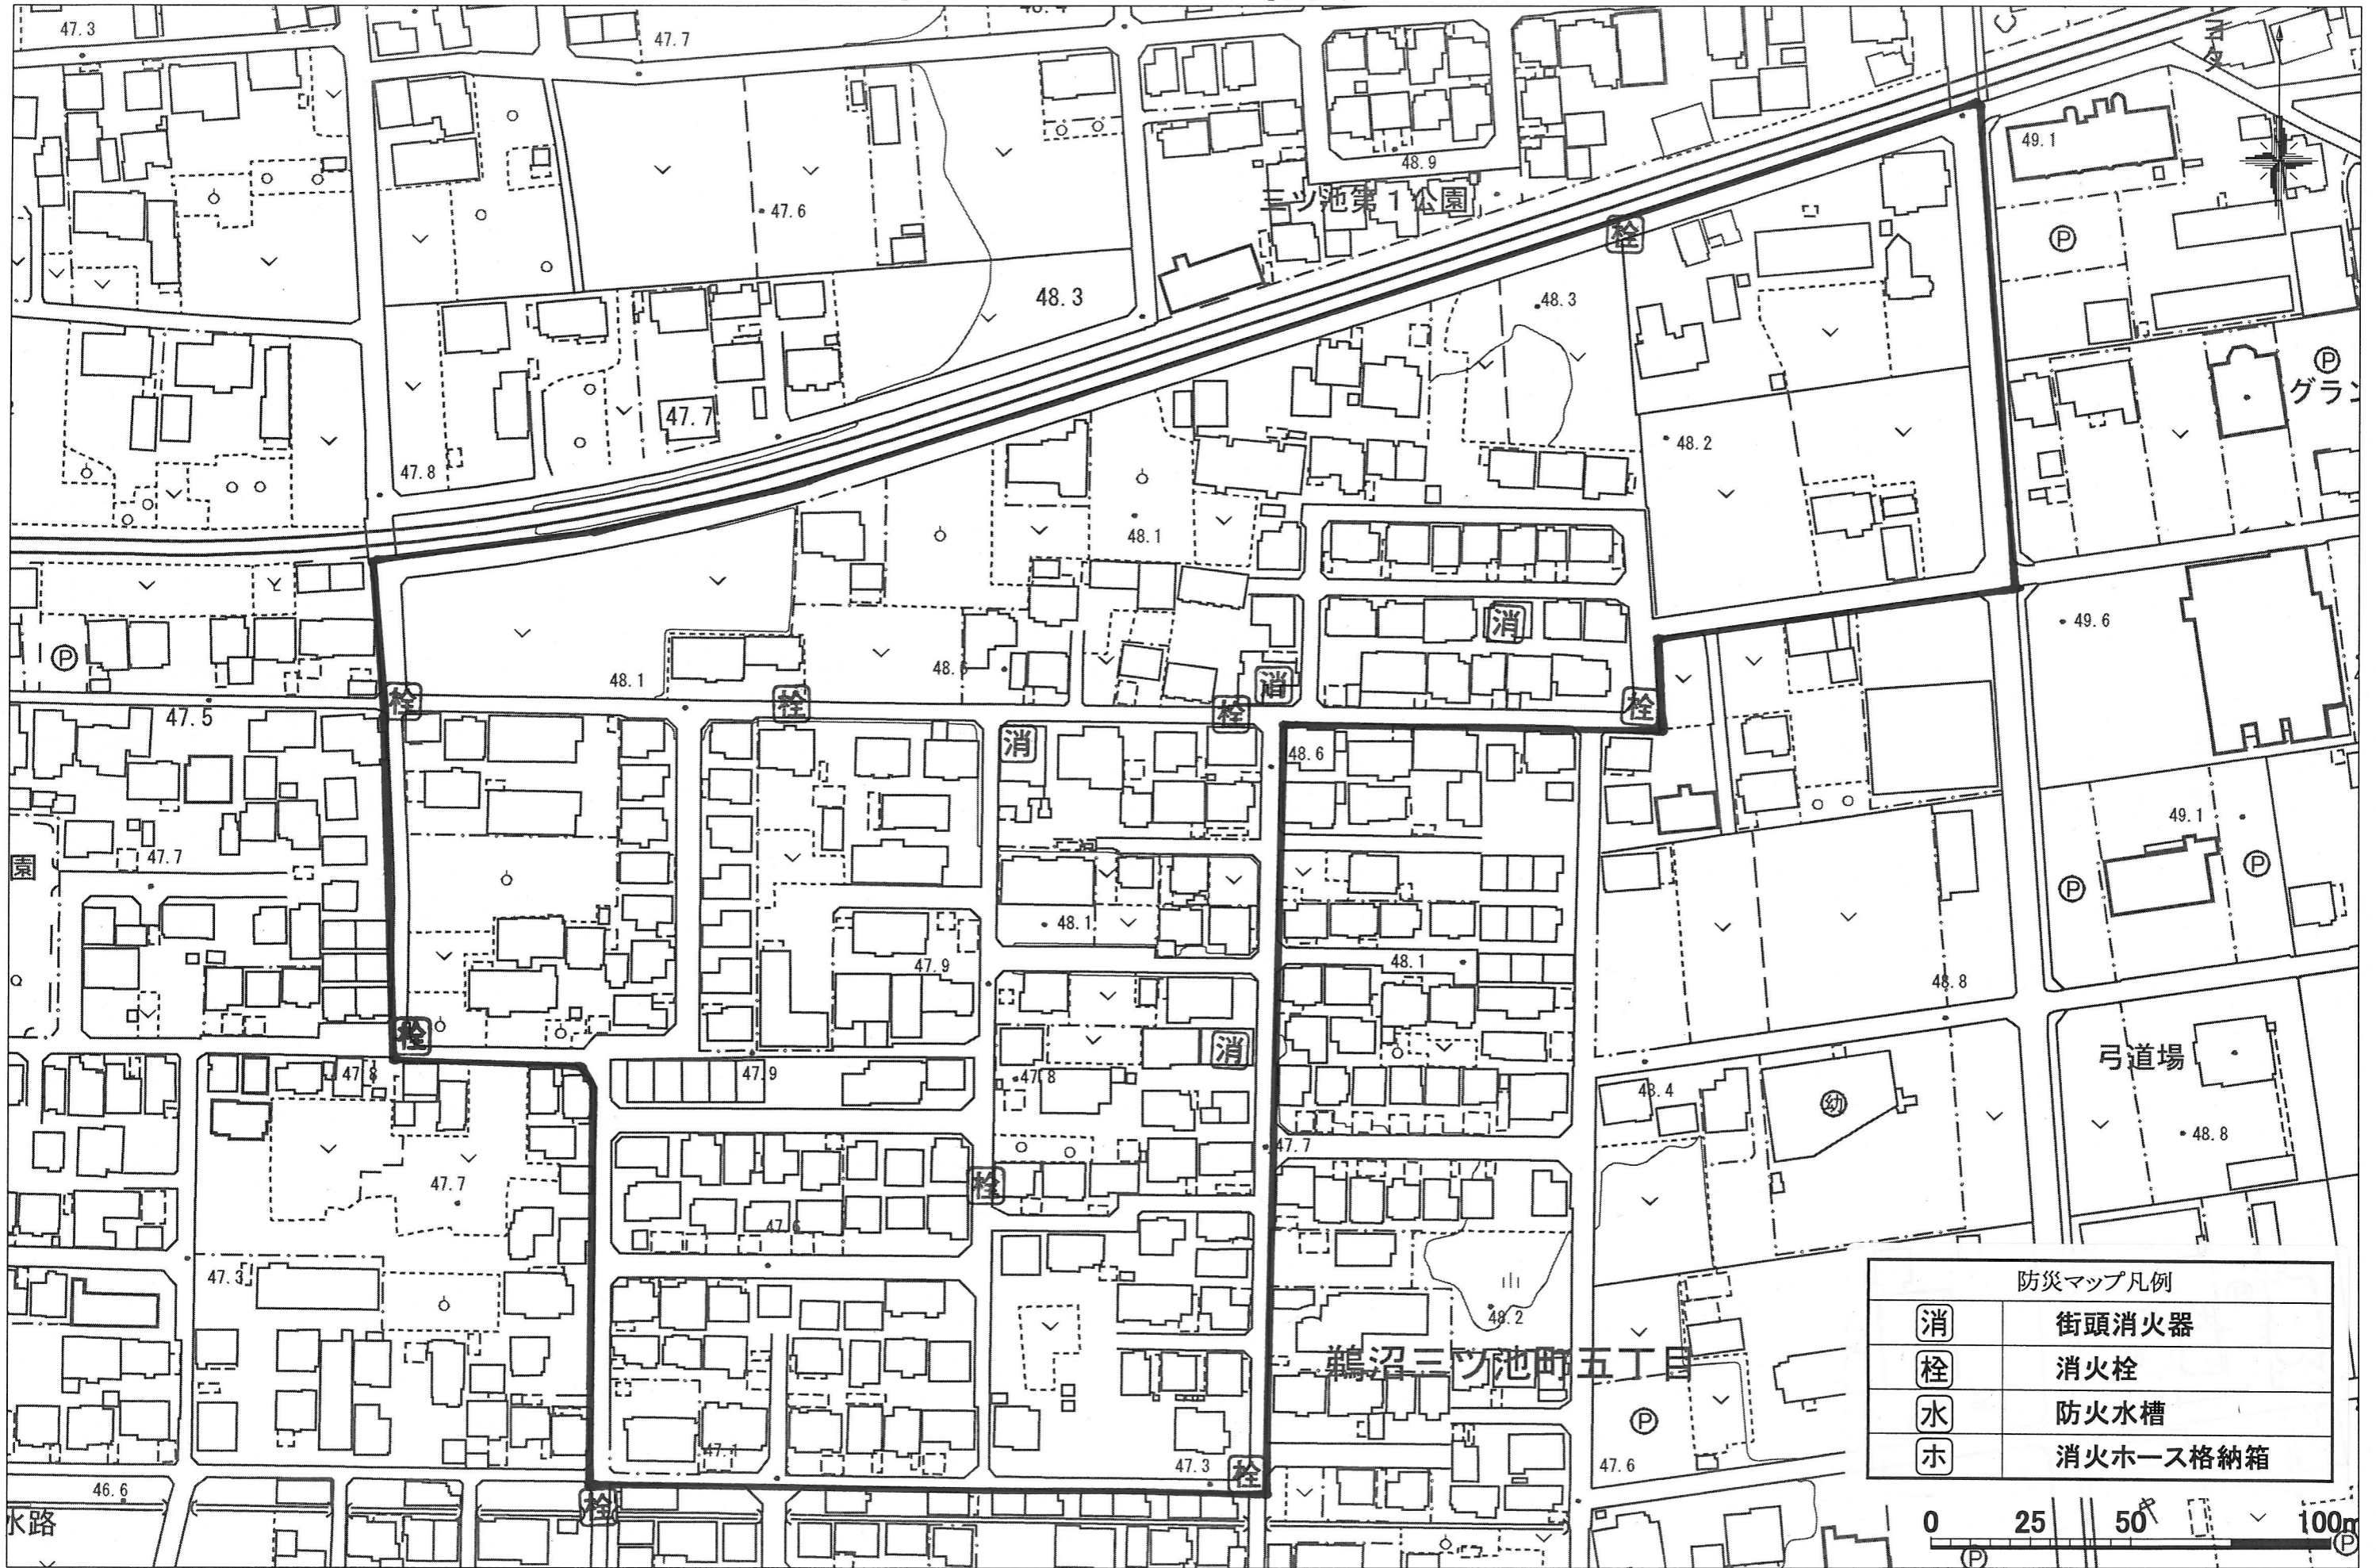 47.3
47.7
48.9
49.1
三ツ池第1公園
47.6
栓
48.3
48.3
Ⓟ
Ⓟ
グラン
47.7
47.8
48.2
48.1
消
49.6
Ⓟ
48.1
消
栓
栓
栓
栓
47.5
消
48.6
49.1
47.7
園
Ⓟ
Ⓟ
48.1
47.9
48.1
48.8
栓
消
弓道場
47.8
47.9
47.8
48.4
幼
48.8
47.7
47.7
栓
47.6
47.3
48.2
鵜沼三ツ池町五丁目
Ⓟ
47.1
47.3
栓
47.6
46.6
栓
水路
防災マップ凡例
消 街頭消火器
栓 消火栓
水 防火水槽
ホ 消火ホース格納箱
0 25 50 100m
Ⓟ
Ⓟ